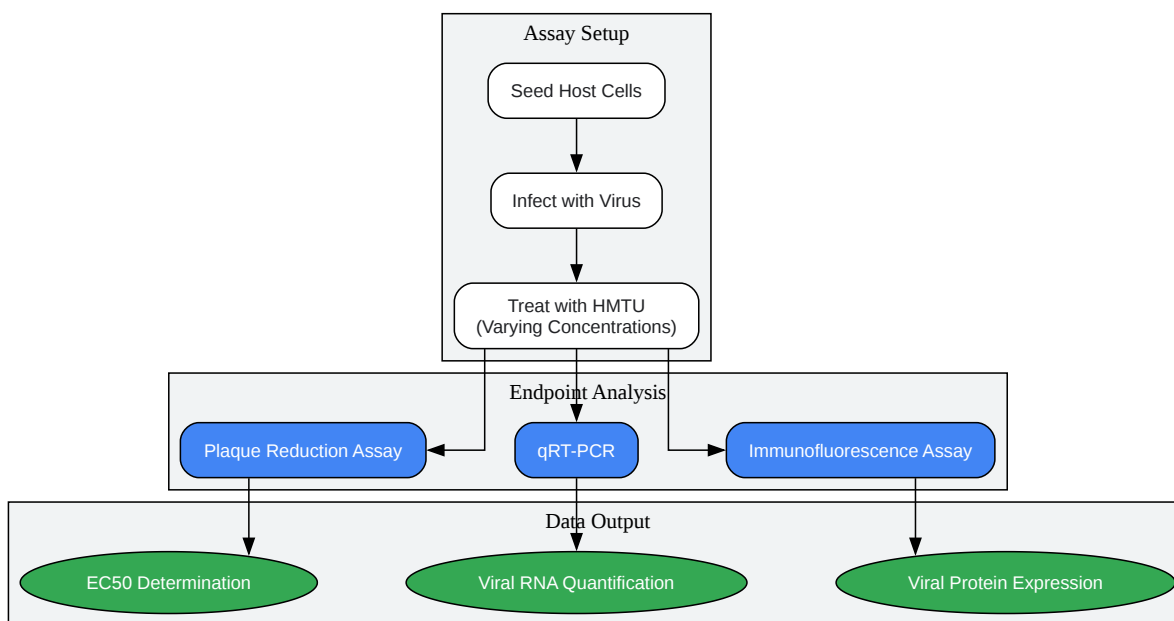 Assay Setup
Seed Host Cells
Infect with Virus
Treat with HMTU
(Varying Concentrations)
Endpoint Analysis
Plaque Reduction Assay
qRT-PCR
Immunofluorescence Assay
Data Output
EC50 Determination
Viral RNA Quantification
Viral Protein Expression